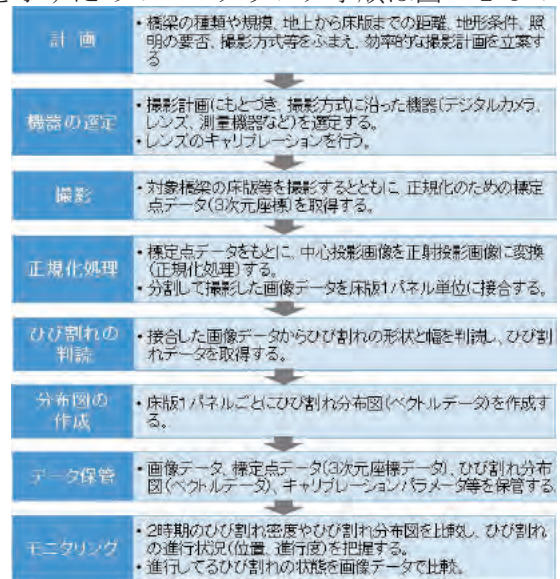 計 画
・橋梁の種類や規模、地上から床版までの距離、地形条件、照
明の要否、撮影方式等をふまえ、効率的な撮影計画を立案す
る
機器の選定
・撮影計画にもとづき、撮影方式に沿った機器(デジタルカメラ、
レンズ、測量機器など)を選定する。
・レンズのキャリブレーションを行う。
撮影
・対象橋梁の床版等を撮影するとともに、正規化のための標定
点データ(3次元座標)を取得する。
正規化処理
・標定点データをもとに、中心投影画像を正射投影画像に変換
(正規化処理)する。
・分割して撮影した画像データを床版1パネル単位に接合する。
ひび割れの
判読
・接合した画像データからひび割れの形状と幅を判読し、ひび割
れデータを取得する。
分布図の
作成
・床版1パネルごとにひび割れ分布図(ベクトルデータ)を作成す
る。
データ保管
・画像データ、標定点データ(3次元座標データ)、ひび割れ分布
図(ベクトルデータ)、キャリブレーションパラメータ等を保管する
モニタリング
・2時期のひび割れ密度やひび割れ分布図を比較し、ひび割れ
の進行状況(位置、進行度)を把握する。
・進行してるひび割れの状態を画像データで比較。